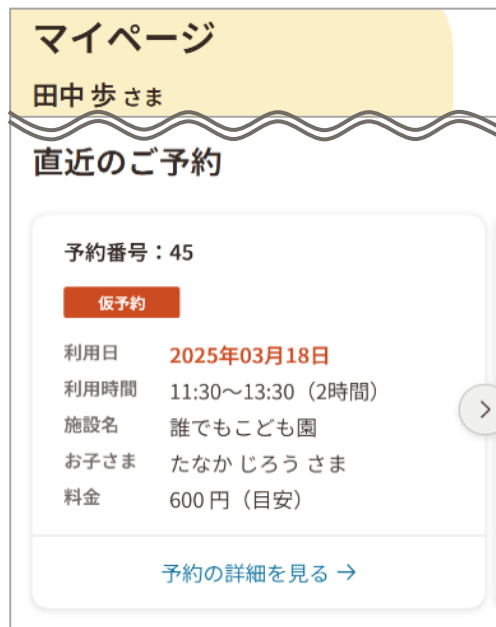 マイページ
田中 歩 さま
直近のご予約
予約番号：45
仮予約
利用日 2025年03月18日
利用時間 11:30～13:30（2時間）
施設名 誰でもこども園
お子さま たなか じろう さま
料金 600 円（目安）
予約の詳細を見る →